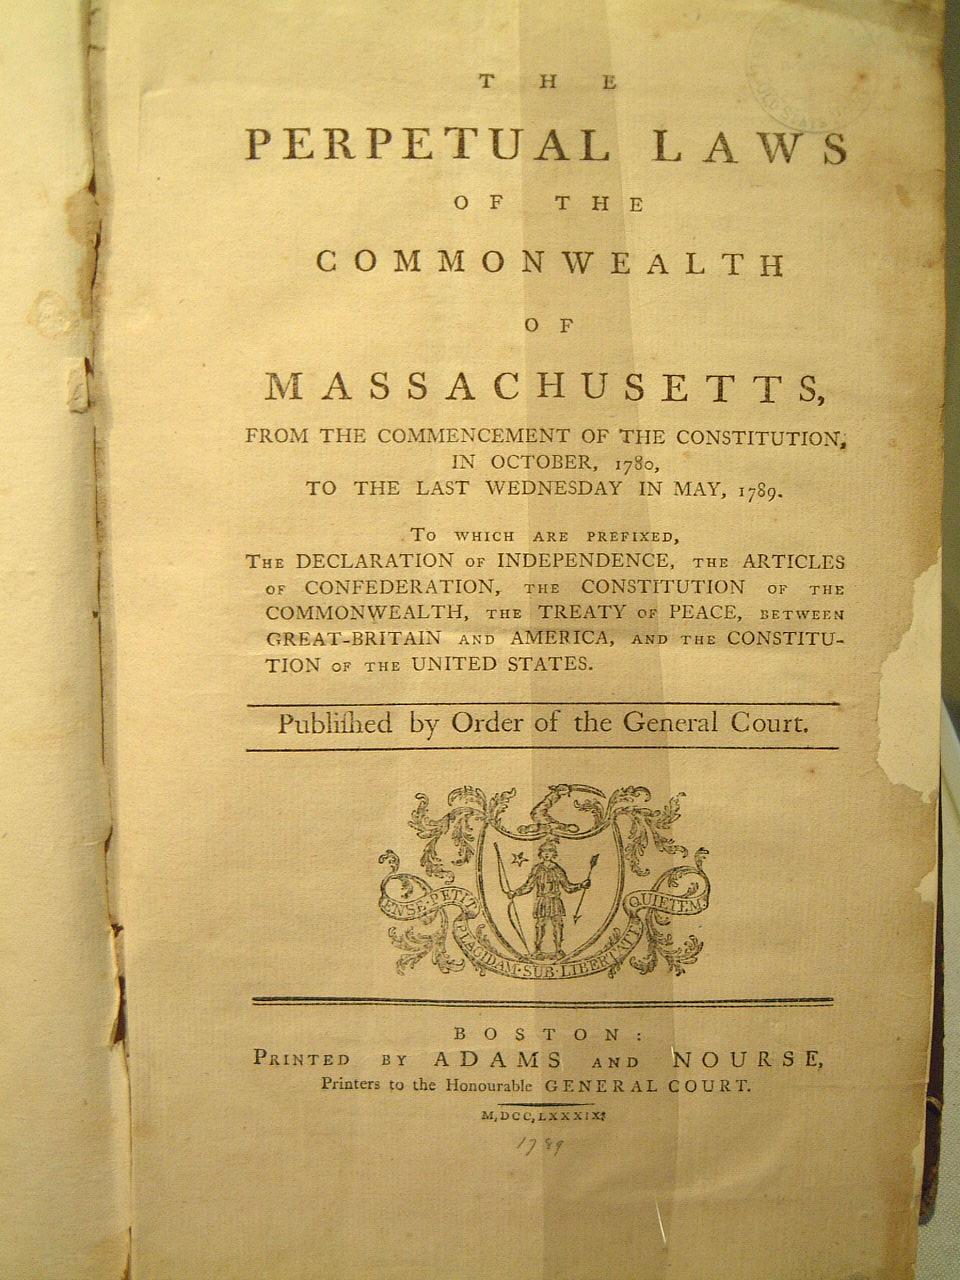 THE
PERPETUAL LAWS
OF THE
COMMONWEALTH
OF
MASSACHUSETTS,
FROM THE COMMENCEMENT OF THE CONSTITUTION,
IN OCTOBER, 1780,
TO THE LAST WEDNESDAY IN MAY, 1789.
To WHICH ARE PREFIXED,
THE DECLARATION OF INDEPENDENCE, THE ARTICLES
OF CONFEDERATION, THE CONSTITUTION OF THE
COMMONWEALTH, THE TREATY OF PEACE, BETWEEN
GREAT-BRITAIN AND AMERICA, AND THE CONSTITU-
TION OF THE UNITED STATES.
Publiſhed by Order of the General Court.
ENSE·PETIT
PLACIDAM·SUB·LIBERTATE
QUIETEM
BOSTON:
PRINTED BY ADAMS AND NOURSE,
Printers to the Honourable GENERAL COURT.
M,DCC,LXXXIX.
1789